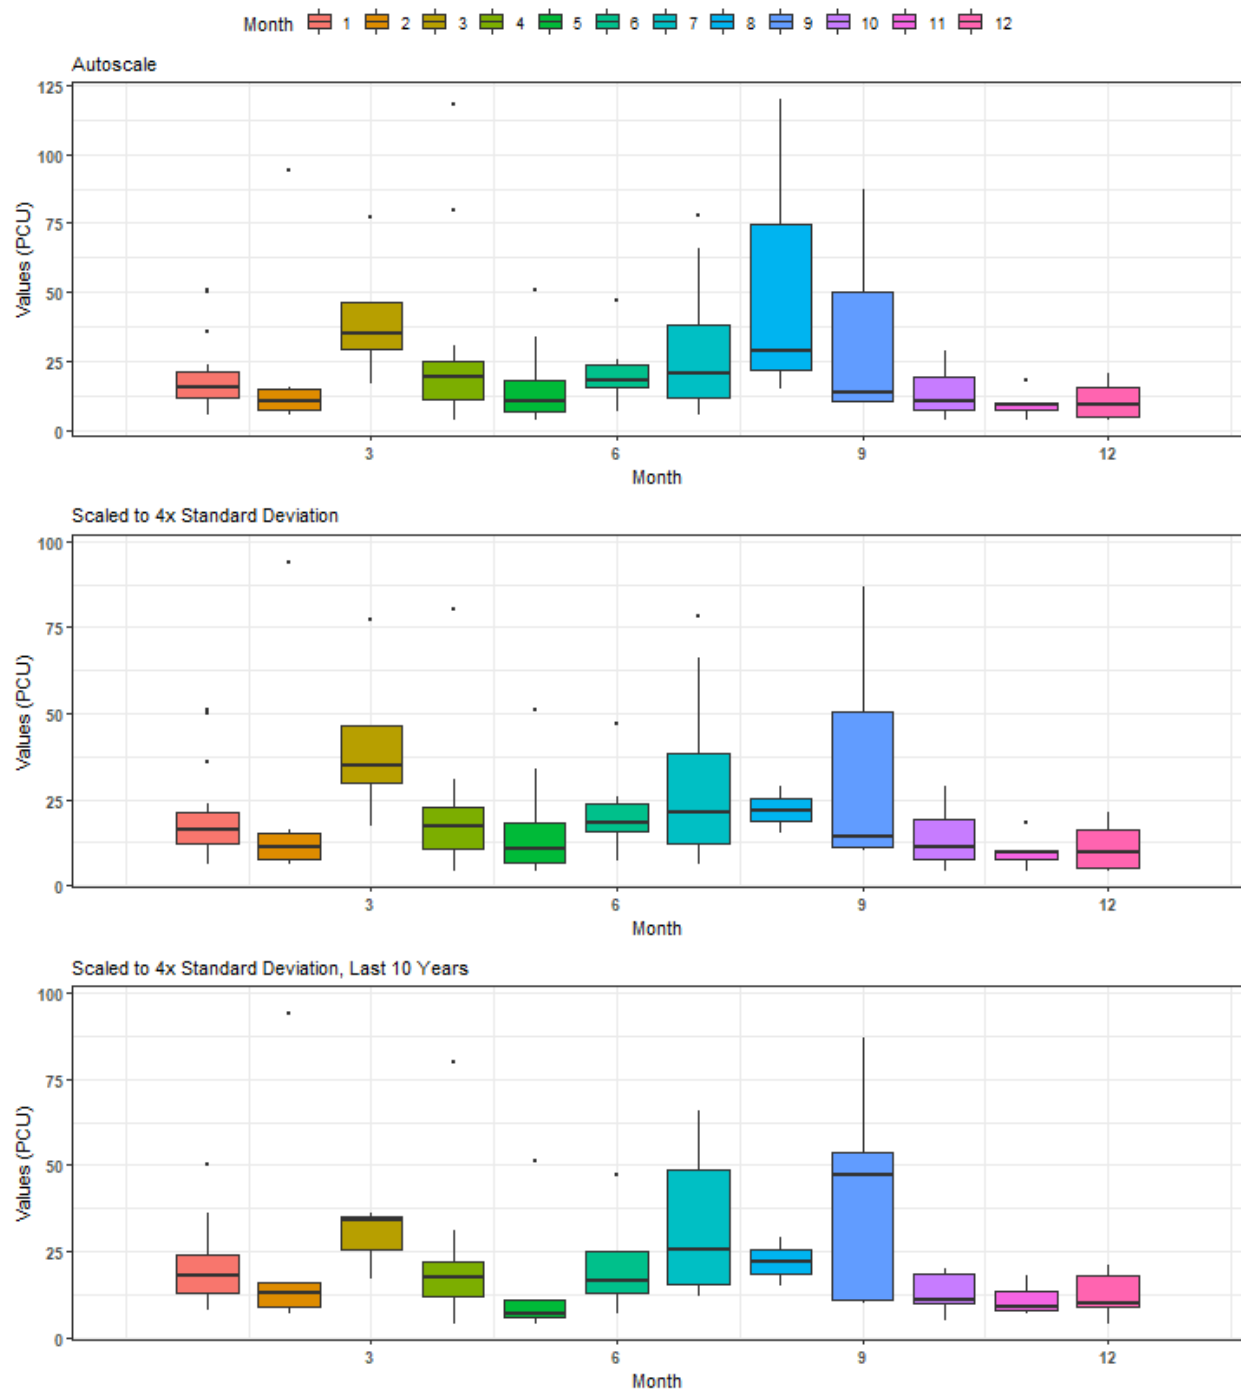 Month 1 2 3 4 5 6 7 8 9 10 11 12
Autoscale
125
100
75
50
25
0
Values (PCU)
3 6 9 12
Month
Scaled to 4x Standard Deviation
100
75
50
25
0
Values (PCU)
3 6 9 12
Month
Scaled to 4x Standard Deviation, Last 10 Years
100
75
50
25
0
Values (PCU)
3 6 9 12
Month